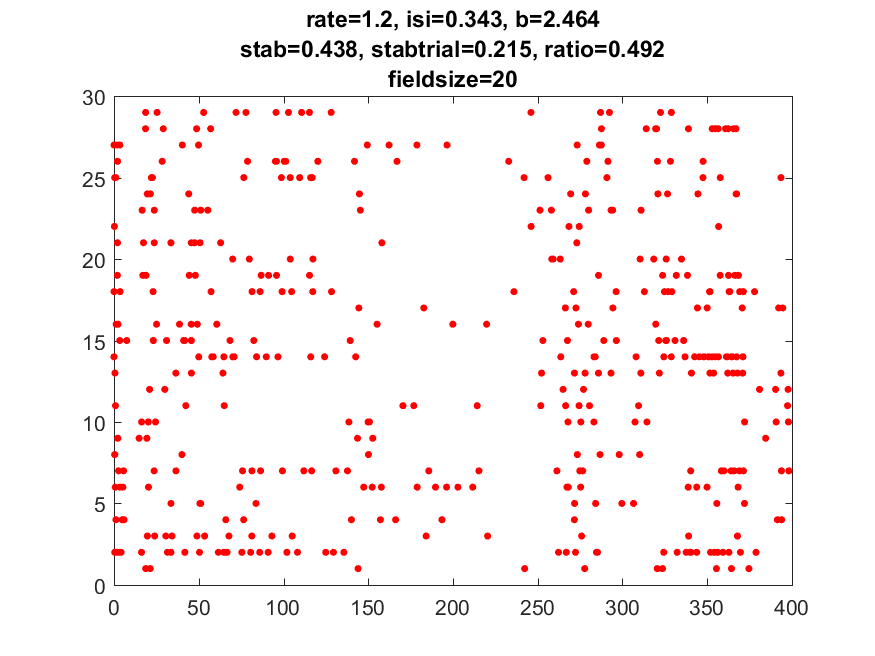 rate=1.2, isi=0.343, b=2.464
stab=0.438, stabtrial=0.215, ratio=0.492
fieldsize=20
30
25
20
15
10
5
0
0 50 100 150 200 250 300 350 400